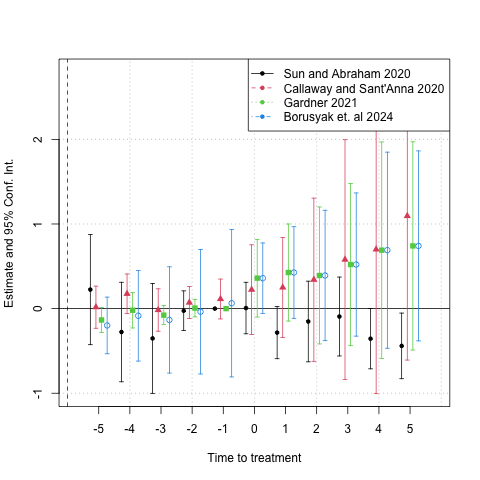 Sun and Abraham 2020
Callaway and Sant'Anna 2020
Gardner 2021
Borusyak et. al 2024
Estimate and 95% Conf. Int.
2
1
0
-1
-5 -4 -3 -2 -1 0 1 2 3 4 5
Time to treatment